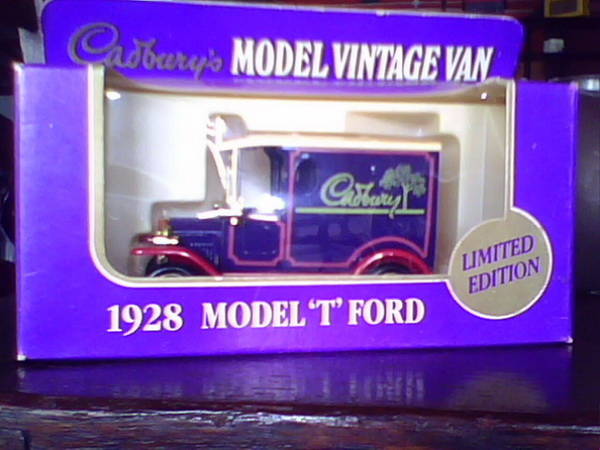 Cadbury's MODEL VINTAGE VAN
Cadbury
LIMITED
EDITION
1928 MODEL 'T' FORD